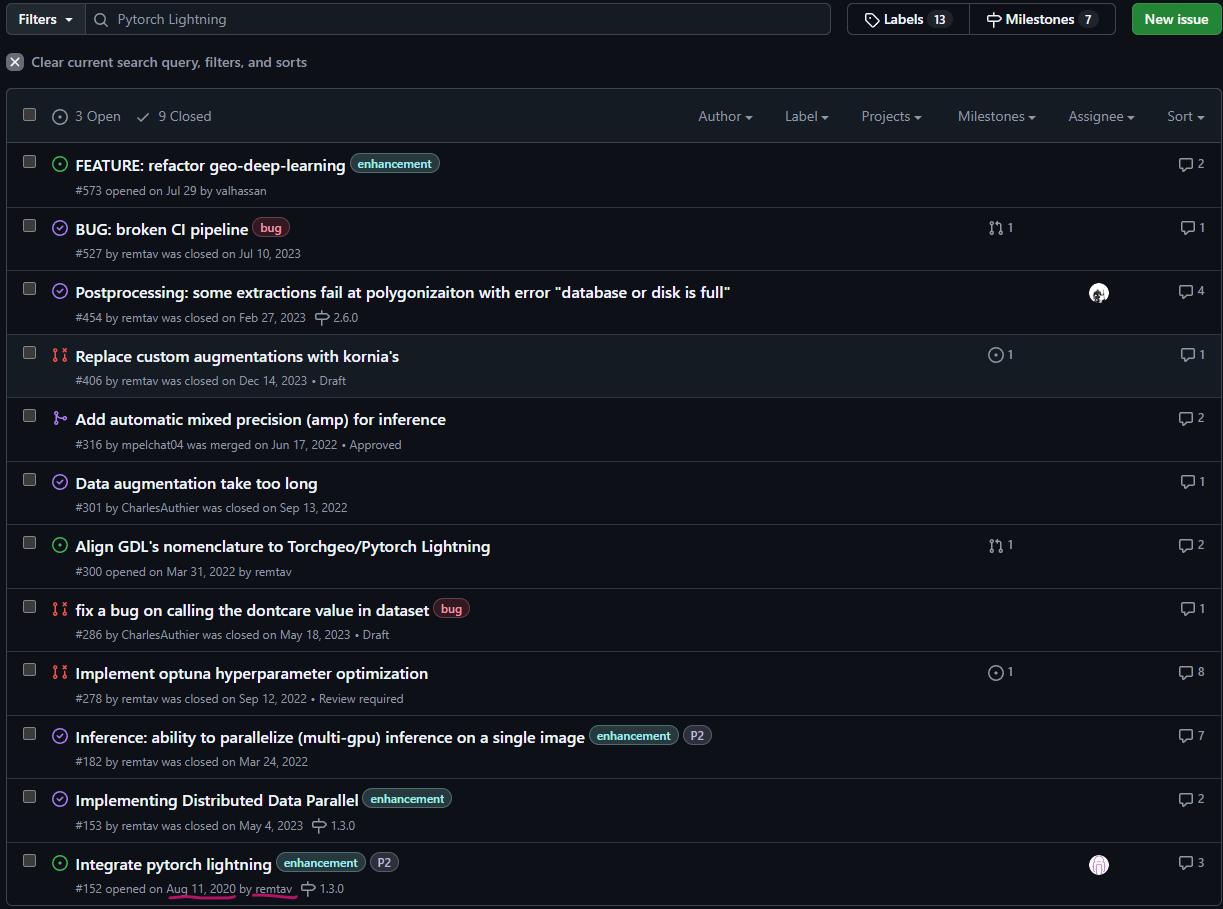 Filters Pytorch Lightning Labels 13 Milestones 7 New issue
Clear current search query, filters, and sorts
3 Open 9 Closed Author Label Projects Milestones Assignee Sort
FEATURE: refactor geo-deep-learning enhancement 2
#573 opened on Jul 29 by valhassan
BUG: broken CI pipeline bug 1 1
#527 by remtav was closed on Jul 10, 2023
Postprocessing: some extractions fail at polygonizaiton with error "database or disk is full" 4
#454 by remtav was closed on Feb 27, 2023 2.6.0
Replace custom augmentations with kornia's 1 1
#406 by remtav was closed on Dec 14, 2023 • Draft
Add automatic mixed precision (amp) for inference 2
#316 by mpelchat04 was merged on Jun 17, 2022 • Approved
Data augmentation take too long 1
#301 by CharlesAuthier was closed on Sep 13, 2022
Align GDL's nomenclature to Torchgeo/Pytorch Lightning 1 2
#300 opened on Mar 31, 2022 by remtav
fix a bug on calling the dontcare value in dataset bug 1
#286 by CharlesAuthier was closed on May 18, 2023 • Draft
Implement optuna hyperparameter optimization 1 8
#278 by remtav was closed on Sep 12, 2022 • Review required
Inference: ability to parallelize (multi-gpu) inference on a single image enhancement P2 7
#182 by remtav was closed on Mar 24, 2022
Implementing Distributed Data Parallel enhancement 2
#153 by remtav was closed on May 4, 2023 1.3.0
Integrate pytorch lightning enhancement P2 3
#152 opened on Aug 11, 2020 by remtav 1.3.0